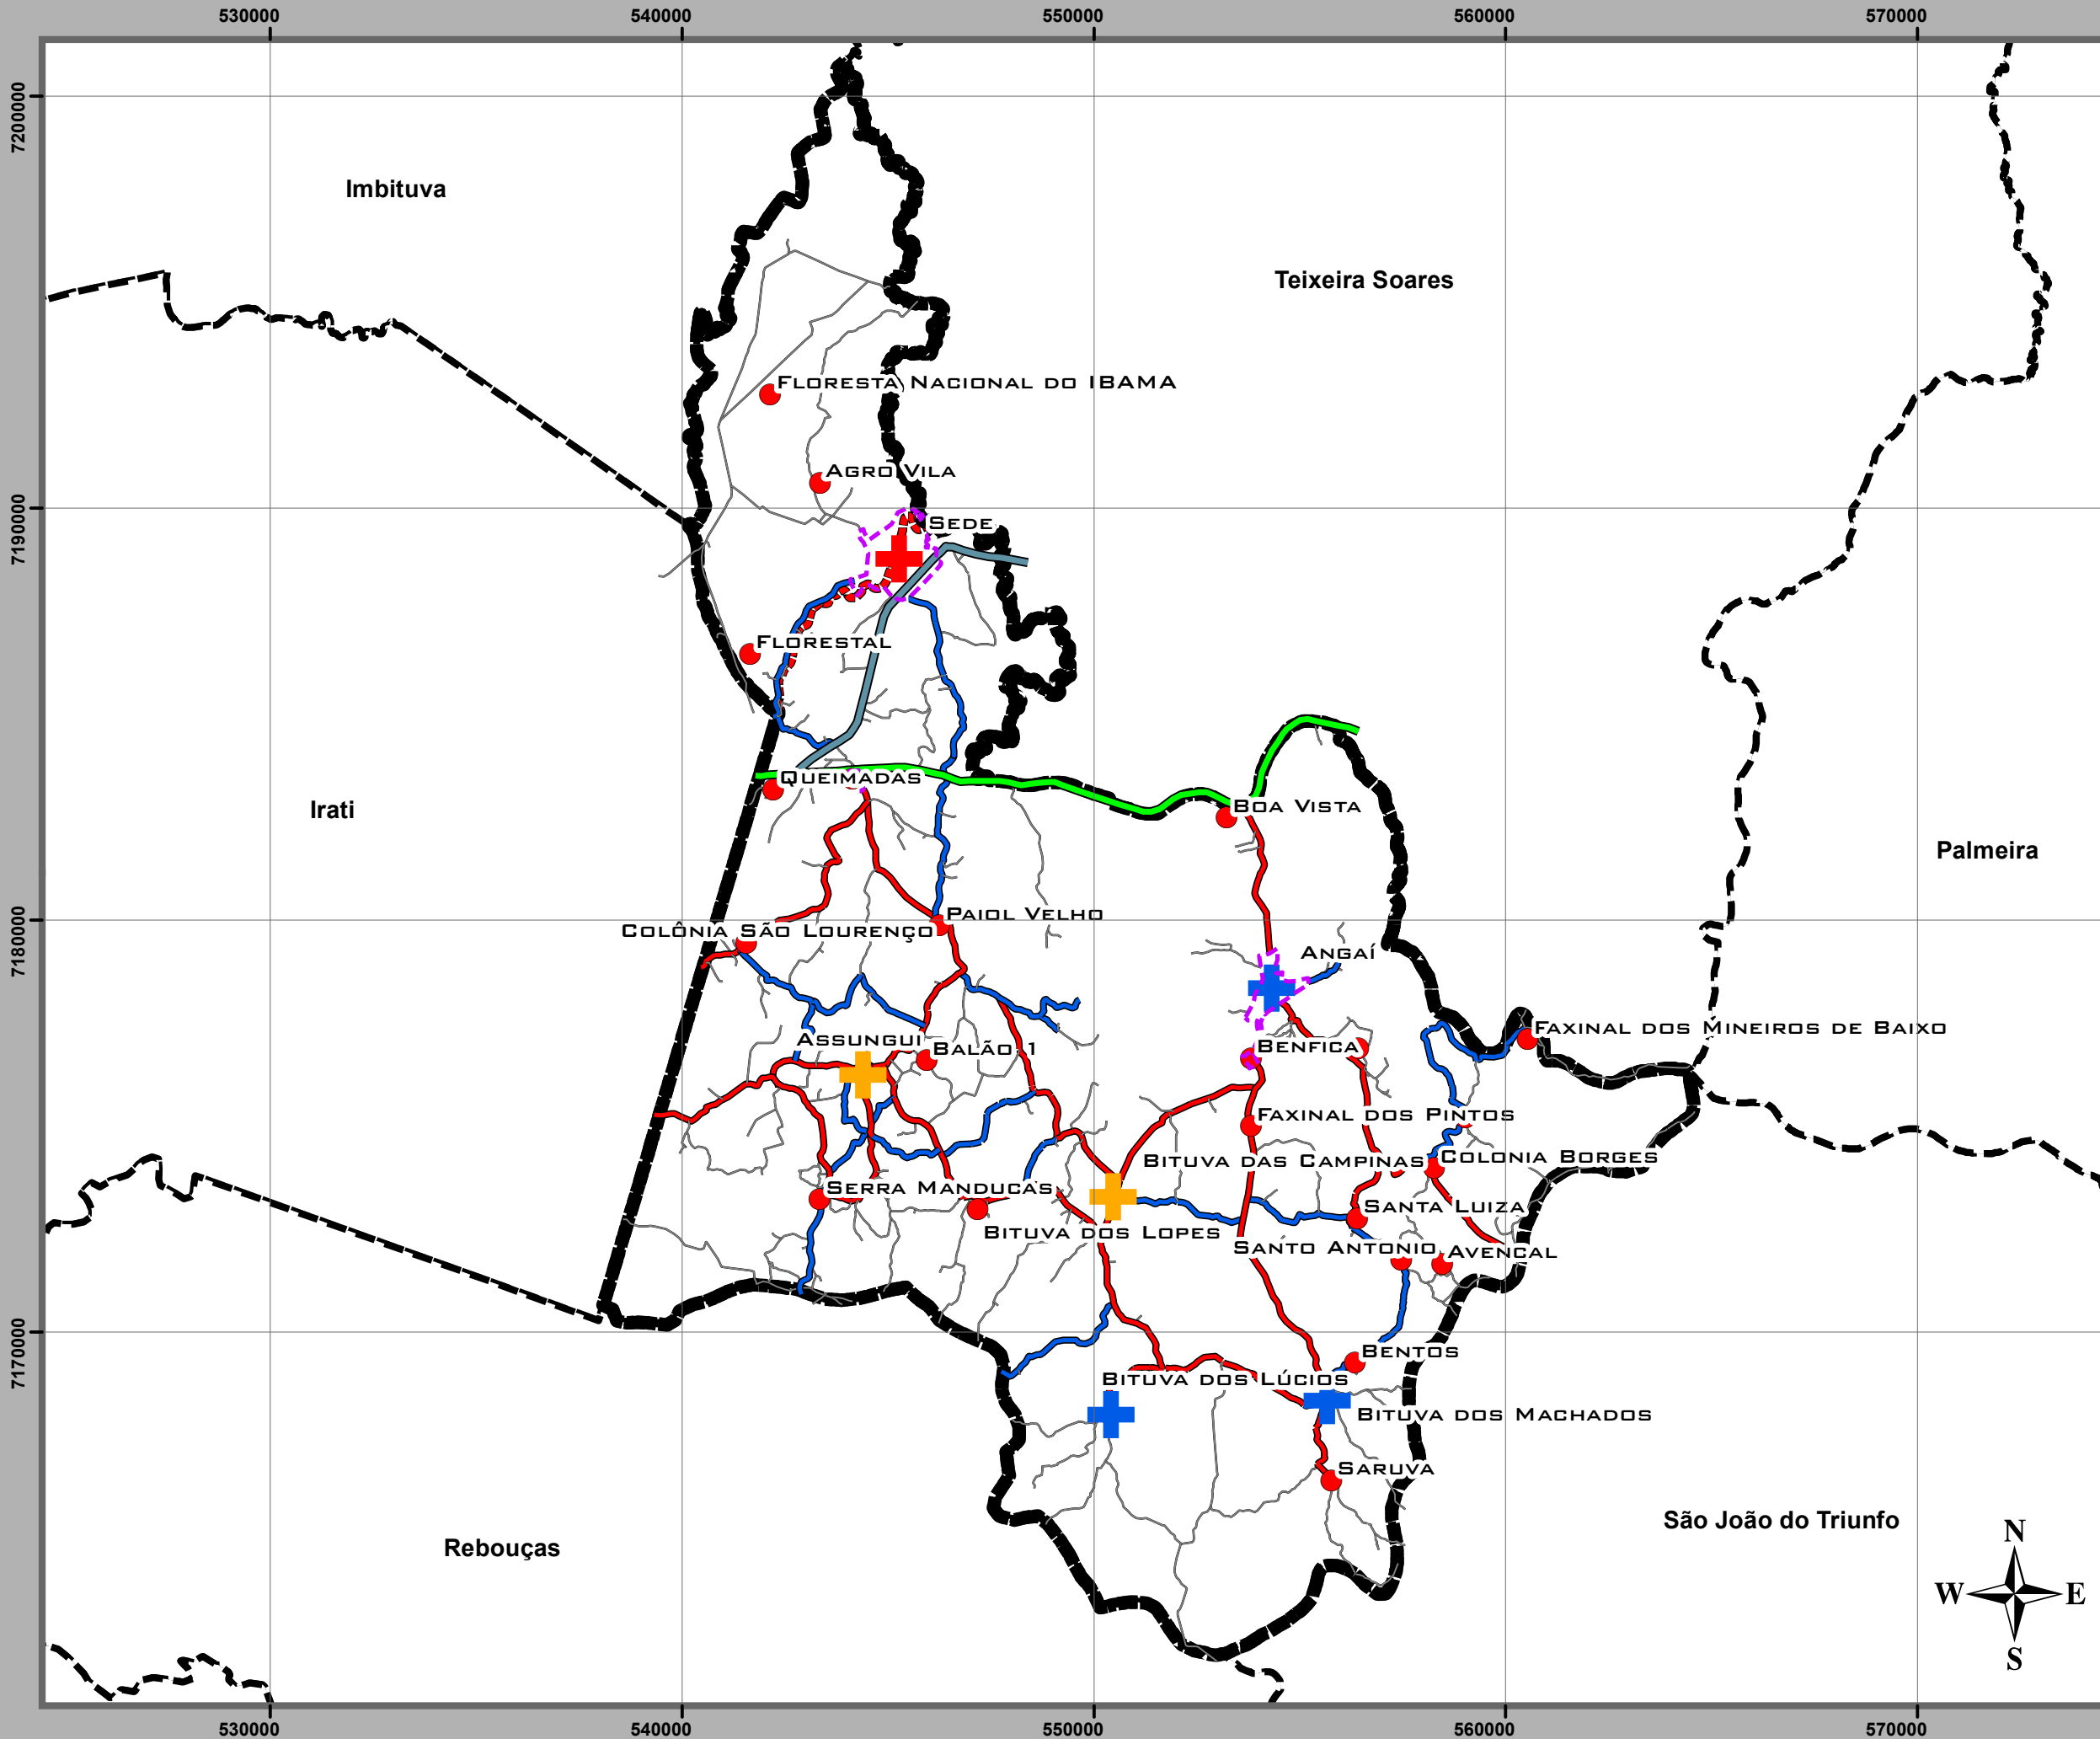 530000
540000
550000
560000
570000
7200000
Imbituva
Teixeira Soares
Floresta Nacional do IBAMA
Agro Vila
7190000
Sede
Florestal
Queimadas
Irati
Boa Vista
Palmeira
7180000
Paiol Velho
Colônia São Lourenço
Angaí
Faxinal dos Mineiros de Baixo
Assungui
Balão 1
Benfica
Faxinal dos Pintos
Bituva das Campinas
Colonia Borges
Serra Manducas
Santa Luiza
Bituva dos Lopes
Santo Antonio
Avencal
7170000
Bentos
Bituva dos Lúcios
Bituva dos Machados
Saruva
São João do Triunfo
Rebouças
N
W
E
S
530000
540000
550000
560000
570000